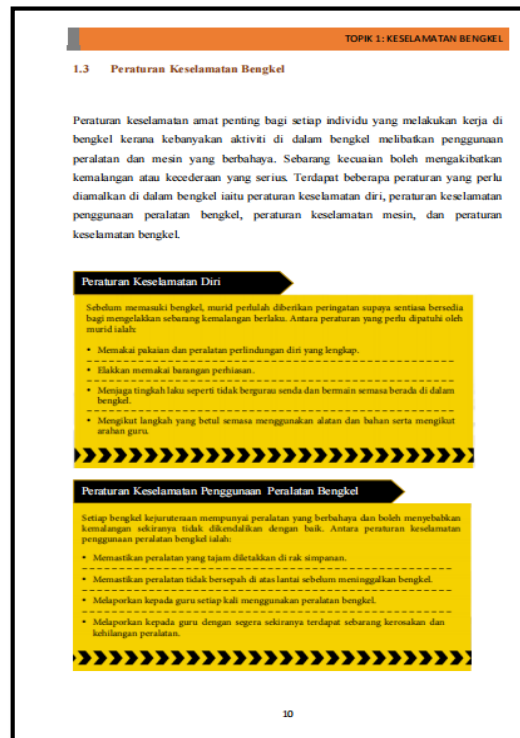 TOPIK 1: KESELAMATAN BENGKEL
1.3 Peraturan Keselamatan Bengkel
Peraturan keselamatan amat penting bagi setiap individu yang melakukan kerja di
bengkel kerana kebanyakan aktiviti di dalam bengkel melibatkan penggunaan
peralatan dan mesin yang berbahaya. Sebarang kecuaian boleh mengakibatkan
kemalangan atau kecederaan yang serius. Terdapat beberapa peraturan yang perlu
diamalkan di dalam bengkel iaitu peraturan keselamatan diri, peraturan keselamatan
penggunaan peralatan bengkel, peraturan keselamatan mesin, dan peraturan
keselamatan bengkel.
Peraturan Keselamatan Diri
Sebelum memasuki bengkel, murid perlulah diberikan peringatan supaya sentiasa bersedia
bagi mengelakkan sebarang kemalangan berlaku. Antara peraturan yang perlu dipatuhi oleh
murid ialah:
• Memakai pakaian dan peralatan perlindungan diri yang lengkap.
• Elakkan memakai barangan perhiasan.
• Menjaga tingkah laku seperti tidak bergurau senda dan bermain semasa berada di dalam
bengkel.
• Mengikut langkah yang betul semasa menggunakan alatan dan bahan serta mengikut
arahan guru.
Peraturan Keselamatan Penggunaan Peralatan Bengkel
Setiap bengkel kejuruteraan mempunyai peralatan yang berbahaya dan boleh menyebabkan
kemalangan sekiranya tidak dikendalikan dengan baik. Antara peraturan keselamatan
penggunaan peralatan bengkel ialah:
• Memastikan peralatan yang tajam diletakkan di rak simpanan.
• Memastikan peralatan tidak bersepah di atas lantai sebelum meninggalkan bengkel.
• Melaporkan kepada guru setiap kali menggunakan peralatan bengkel.
• Melaporkan kepada guru dengan segera sekiranya terdapat sebarang kerosakan dan
kehilangan peralatan.
10